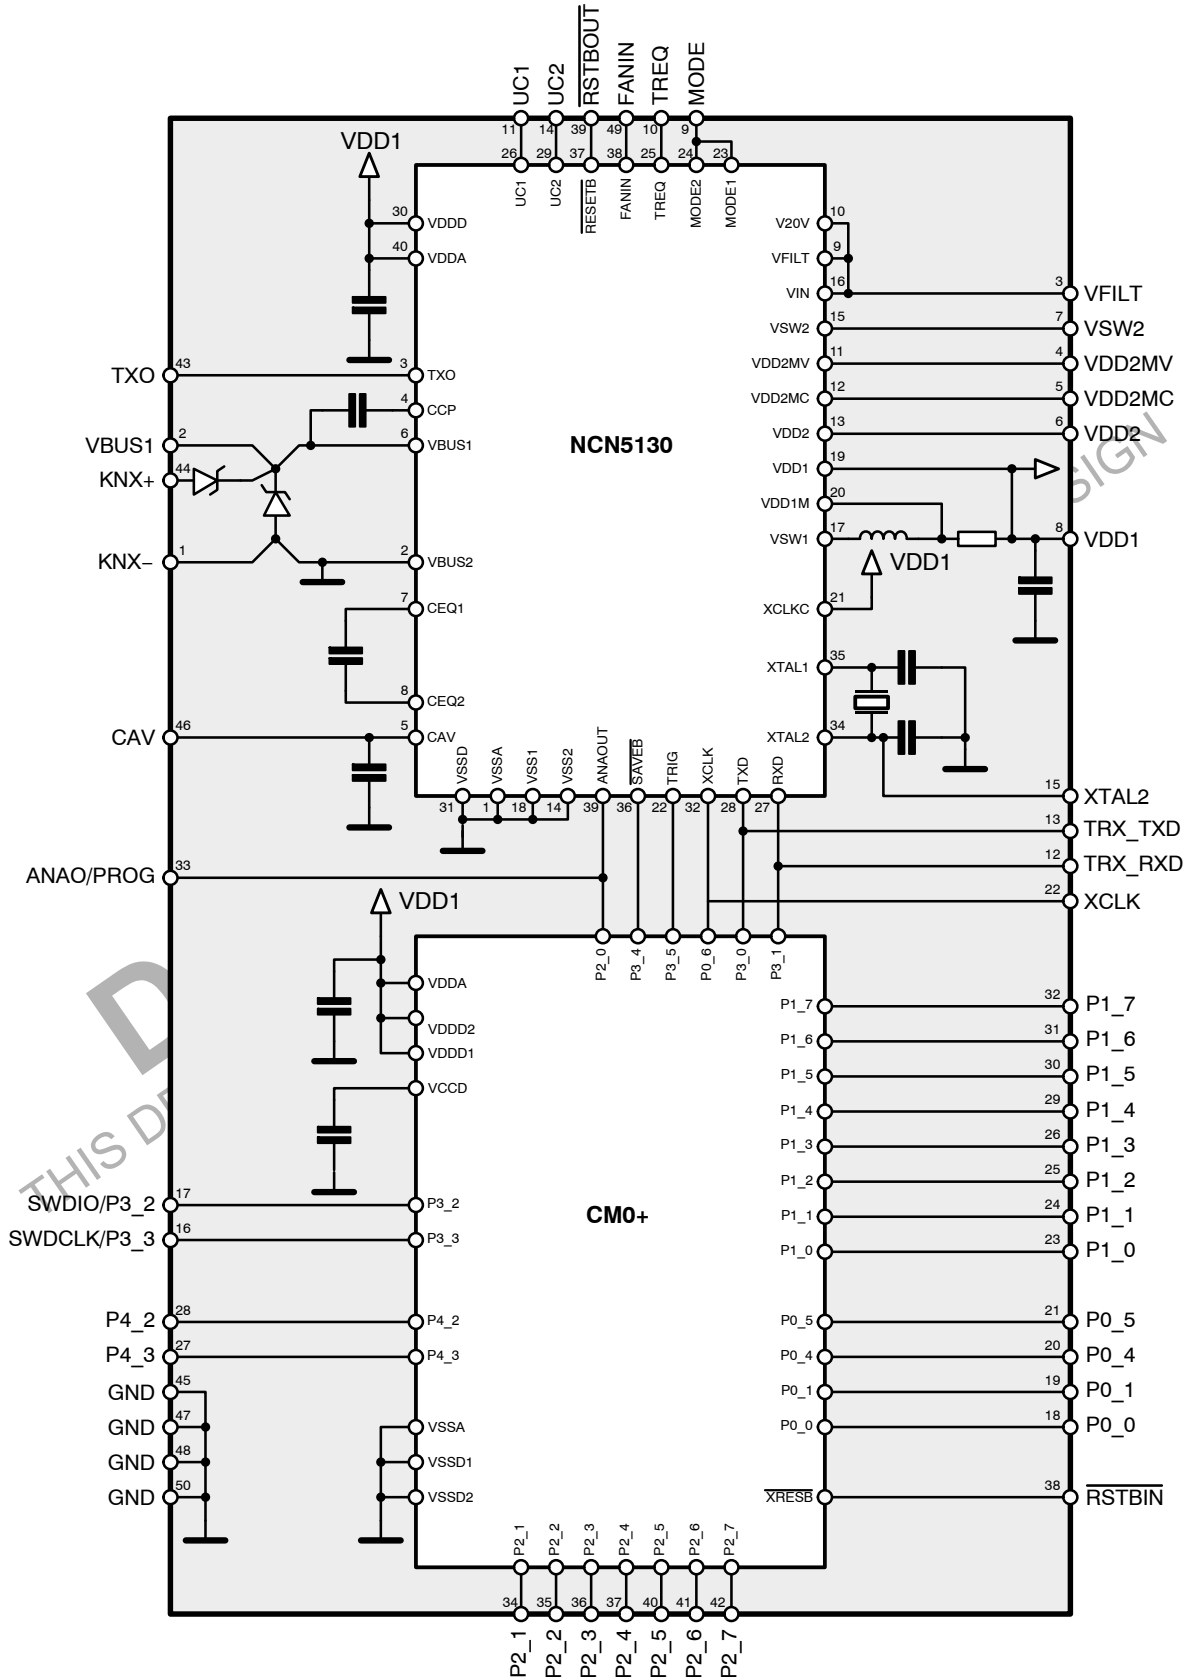 UC1
UC2
RSTBOUT
FANIN
TREQ
MODE
11
14
39
49
10
9
26
29
37
38
25
24
23
UC1
UC2
RESETB
FANIN
TREQ
MODE2
MODE1
VDD1
30
VDDD
40
VDDA
TXO
43
3
TXO
4
CCP
VBUS1
2
6
VBUS1
KNX+
44
KNX−
1
2
VBUS2
7
CEQ1
8
CEQ2
CAV
46
5
CAV
NCN5130
V20V
10
VFILT
9
VIN
16
3
VFILT
VSW2
15
7
VSW2
VDD2MV
11
4
VDD2MV
VDD2MC
12
5
VDD2MC
VDD2
13
6
VDD2
VDD1
19
VDD1M
20
VSW1
17
8
VDD1
VDD1
XCLKC
21
XTAL1
35
XTAL2
34
15
XTAL2
13
TRX_TXD
12
TRX_RXD
22
XCLK
VSSD
VSSA
VSS1
VSS2
ANAOUT
SAVEB
TRIG
XCLK
TXD
RXD
31
1
18
14
39
36
22
32
28
27
ANAO/PROG
33
VDD1
P2_0
P3_4
P3_5
P0_6
P3_0
P3_1
VDDA
VDDD2
VDDD1
VCCD
SWDIO/P3_2
17
P3_2
SWDCLK/P3_3
16
P3_3
P4_2
28
P4_2
P4_3
27
P4_3
GND
45
GND
47
GND
48
GND
50
VSSA
VSSD1
VSSD2
CM0+
P1_7
32
P1_7
P1_6
31
P1_6
P1_5
30
P1_5
P1_4
29
P1_4
P1_3
26
P1_3
P1_2
25
P1_2
P1_1
24
P1_1
P1_0
23
P1_0
P0_5
21
P0_5
P0_4
20
P0_4
P0_1
19
P0_1
P0_0
18
P0_0
XRESB
38
RSTBIN
P2_1
P2_2
P2_3
P2_4
P2_5
P2_6
P2_7
34
35
36
37
40
41
42
P2_1
P2_2
P2_3
P2_4
P2_5
P2_6
P2_7
THIS